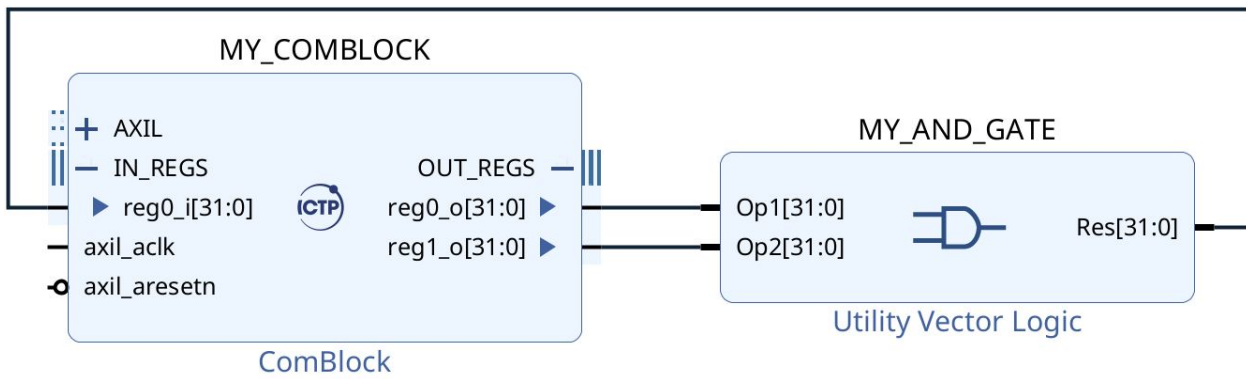 MY_COMBLOCK
AXIL
IN_REGS OUT_REGS
reg0_i[31:0] ICTP reg0_o[31:0]
axil_aclk reg1_o[31:0]
axil_aresetn
ComBlock
MY_AND_GATE
Op1[31:0]
Op2[31:0]
Res[31:0]
Utility Vector Logic